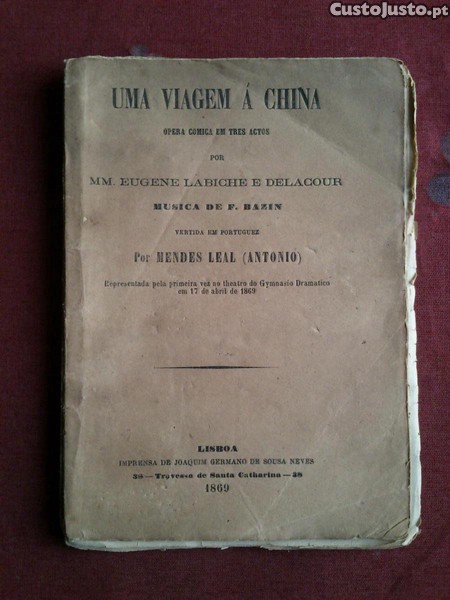 CustoJusto.pt
UMA VIAGEM Á CHINA
OPERA COMICA EM TRES ACTOS
POR
MM. EUGENE LABICHE E DELACOUR
MUSICA DE F. BAZIN
VERTIDA EM PORTUGUEZ
POR MENDES LEAL (ANTONIO)
Representada pela primeira vez no theatro do Gymnasio Dramatico
em 17 de abril de 1869
LISBOA
IMPRENSA DE JOAQUIM GERMANO DE SOUSA NEVES
Travessa de Santa Catharina — 38
1869